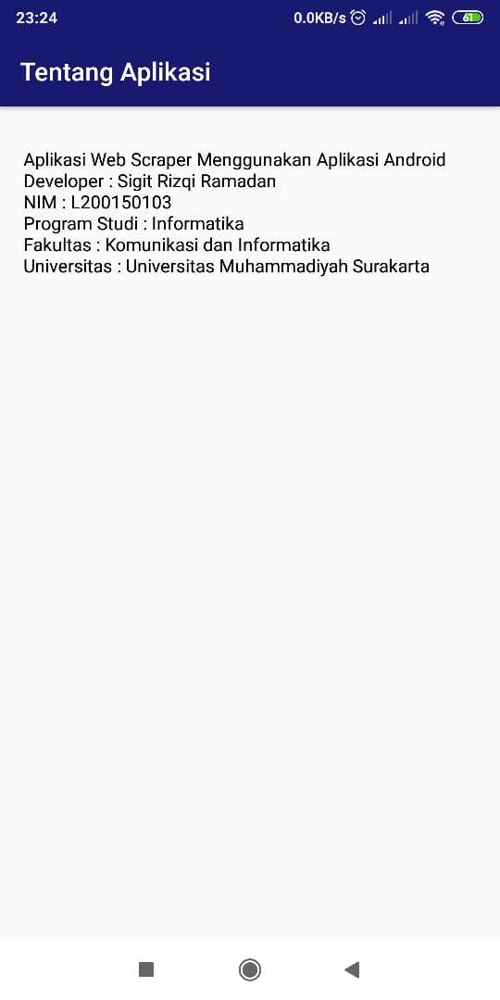 23:24
0.0KB/s
61
Tentang Aplikasi
Aplikasi Web Scraper Menggunakan Aplikasi Android
Developer : Sigit Rizqi Ramadan
NIM : L200150103
Program Studi : Informatika
Fakultas : Komunikasi dan Informatika
Universitas : Universitas Muhammadiyah Surakarta